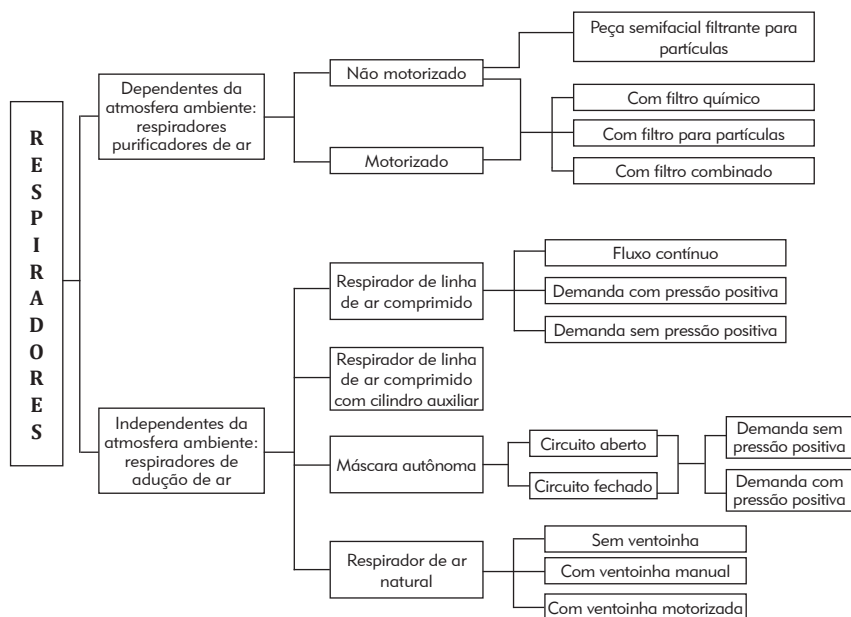 RESPIRADORES
Dependentes da
atmosfera ambiente:
respiradores
purificadores de ar
Não motorizado
Peça semifacial filtrante para
partículas
Motorizado
Com filtro químico
Com filtro para partículas
Com filtro combinado
Independentes da
atmosfera ambiente:
respiradores de
adução de ar
Respirador de linha
de ar comprimido
Fluxo contínuo
Demanda com pressão positiva
Demanda sem pressão positiva
Respirador de linha
de ar comprimido
com cilindro auxiliar
Máscara autônoma
Circuito aberto
Circuito fechado
Demanda sem
pressão positiva
Demanda com
pressão positiva
Respirador de ar
natural
Sem ventoinha
Com ventoinha manual
Com ventoinha motorizada